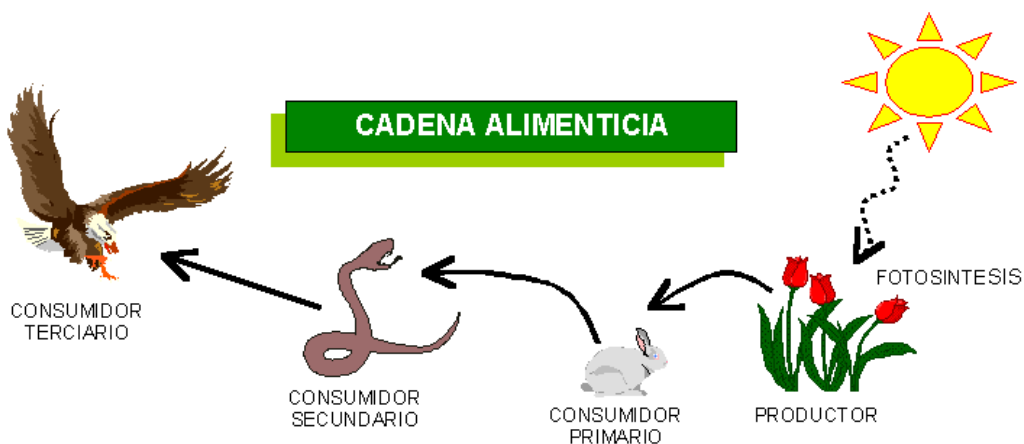 CADENA ALIMENTICIA
FOTOSINTESIS
CONSUMIDOR
TERCIARIO
CONSUMIDOR
SECUNDARIO
CONSUMIDOR
PRIMARIO
PRODUCTOR